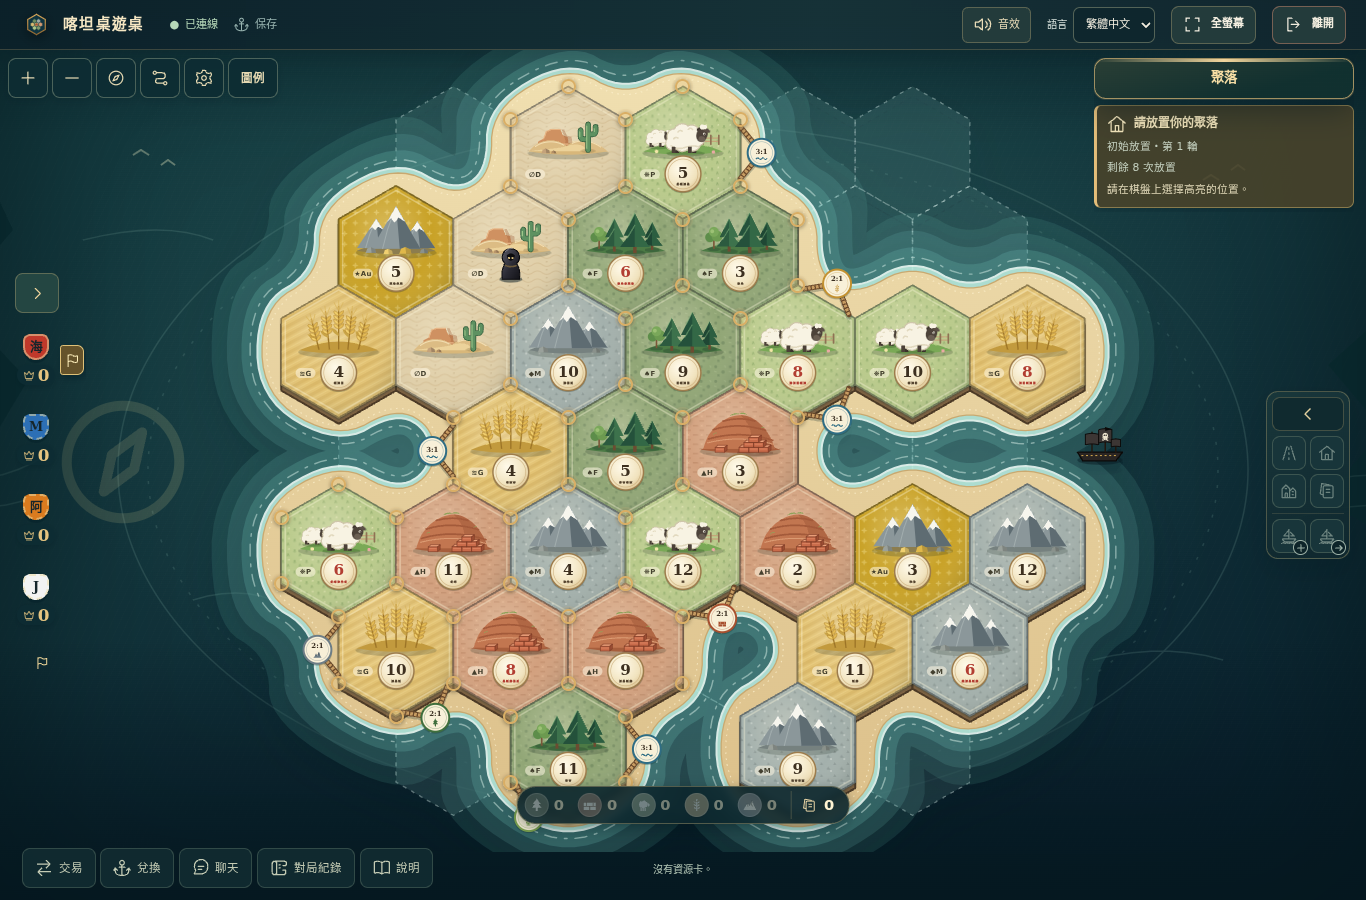 喀坦桌遊桌
已連線
保存
音效
語言
繁體中文
全螢幕
離開
圖例
聚落
請放置你的聚落
初始放置・第 1 輪
剩餘 8 次放置
請在棋盤上選擇高亮的位置。
∅D
※P
5
3:1
★Au
5
∅D
♠F
6
♠F
3
2:1
≋G
4
∅D
◆M
10
♠F
9
※P
8
※P
10
≋G
8
3:1
≋G
4
♠F
5
▲H
3
3:1
※P
6
▲H
11
◆M
4
※P
12
▲H
2
★Au
3
◆M
12
2:1
≋G
10
▲H
8
▲H
9
2:1
≋G
11
◆M
6
2:1
♠F
11
3:1
◆M
9
海
0
M
0
阿
0
J
0
0
0
0
0
0
0
交易
兌換
聊天
對局紀錄
說明
沒有資源卡。